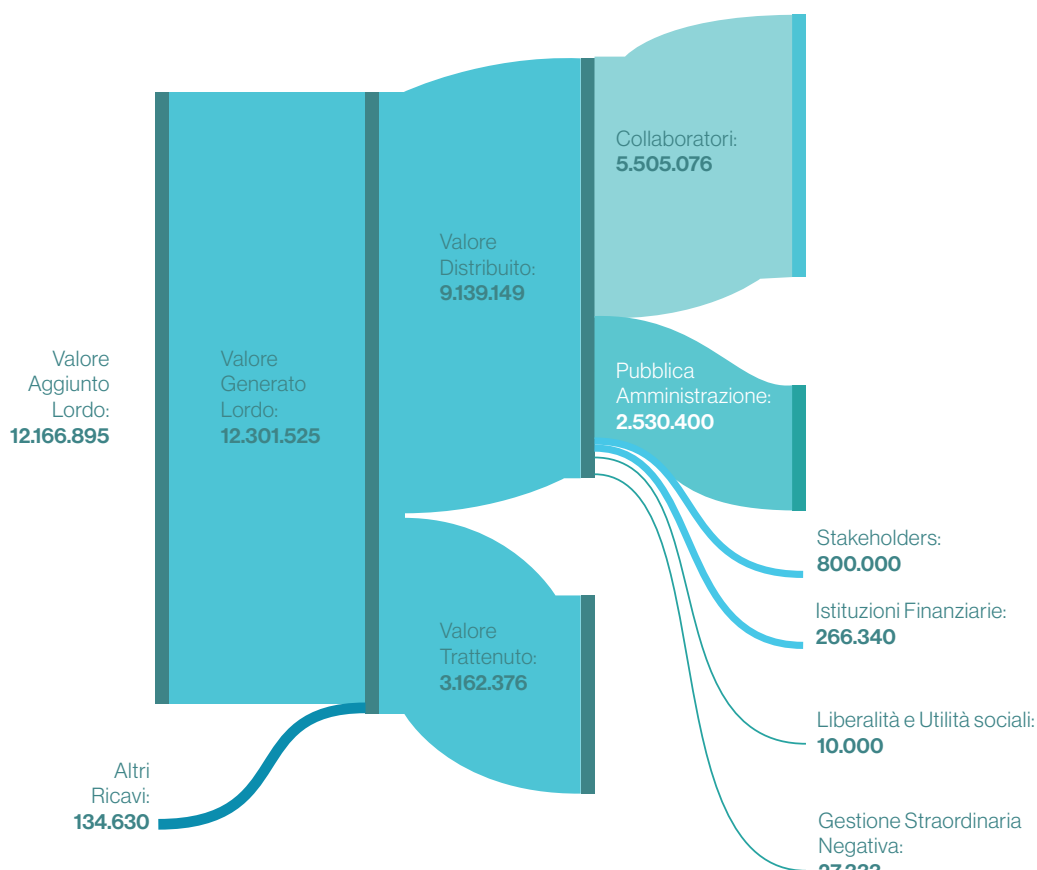 Collaboratori:
5.505.076
Valore
Distribuito:
9.139.149
Valore
Aggiunto
Lordo:
12.166.895
Valore
Generato
Lordo:
12.301.525
Pubblica
Amministrazione:
2.530.400
Stakeholders:
800.000
Istituzioni Finanziarie:
266.340
Valore
Trattenuto:
3.162.376
Liberalità e Utilità sociali:
10.000
Altri
Ricavi:
134.630
Gestione Straordinaria
Negativa: